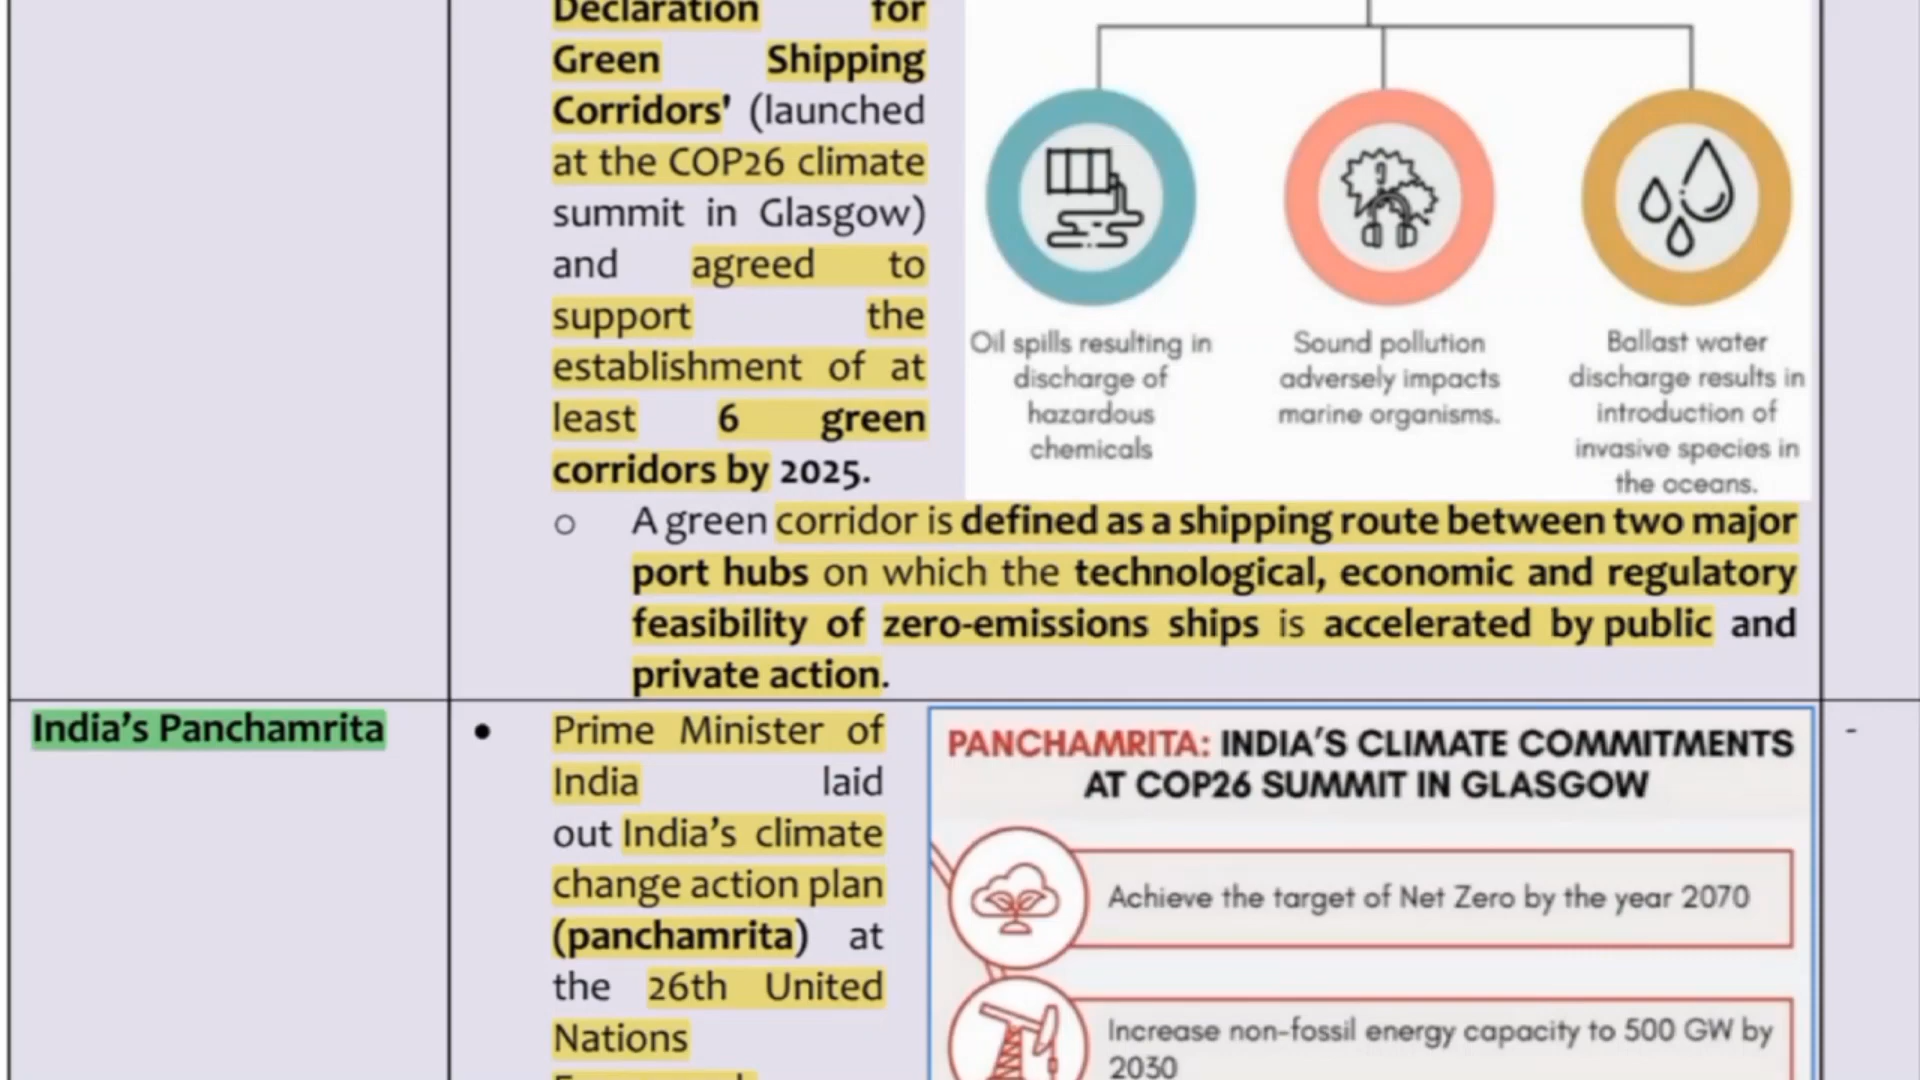 Declaration for
Green Shipping
Corridors' (launched
at the COP26 climate
summit in Glasgow)
and agreed to
support the
establishment of at
least 6 green
corridors by 2025.
Oil spills resulting in
discharge of
hazardous
chemicals
Sound pollution
adversely impacts
marine organisms.
Ballast water
discharge results in
introduction of
invasive species in
the oceans.
o A green corridor is defined as a shipping route between two major
port hubs on which the technological, economic and regulatory
feasibility of zero-emissions ships is accelerated by public and
private action.
India's Panchamrita
• Prime Minister of
India laid
out India's climate
change action plan
(panchamrita) at
the 26th United
Nations
PANCHAMRITA: INDIA'S CLIMATE COMMITMENTS
AT COP26 SUMMIT IN GLASGOW
Achieve the target of Net Zero by the year 2070
Increase non-fossil energy capacity to 500 GW by
2030
-